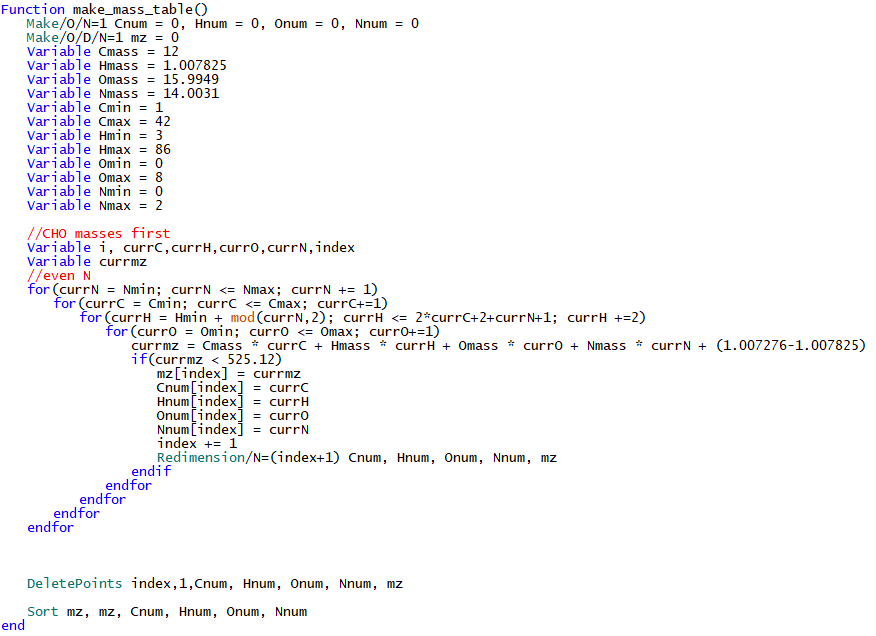 Function make_mass_table()
Make/O/N=1 Cnum = 0, Hnum = 0, Onum = 0, Nnum = 0
Make/O/D/N=1 mz = 0
Variable Cmass = 12
Variable Hmass = 1.007825
Variable Omass = 15.9949
Variable Nmass = 14.0031
Variable Cmin = 1
Variable Cmax = 42
Variable Hmin = 3
Variable Hmax = 86
Variable Omin = 0
Variable Omax = 8
Variable Nmin = 0
Variable Nmax = 2
//CHO masses first
Variable i, currC,currH,currO,currN,index
Variable currmz
//even N
for(currN = Nmin; currN <= Nmax; currN += 1)
for(currC = Cmin; currC <= Cmax; currC+=1)
for(currH = Hmin + mod(currN,2); currH <= 2*currC+2+currN+1; currH +=2)
for(currO = Omin; currO <= Omax; currO+=1)
currmz = Cmass * currC + Hmass * currH + Omass * currO + Nmass * currN + (1.007276-1.007825)
if(currmz < 525.12)
mz[index] = currmz
Cnum[index] = currC
Hnum[index] = currH
Onum[index] = currO
Nnum[index] = currN
index += 1
Redimension/N=(index+1) Cnum, Hnum, Onum, Nnum, mz
endif
endfor
endfor
endfor
endfor
DeletePoints index,1,Cnum, Hnum, Onum, Nnum, mz
Sort mz, mz, Cnum, Hnum, Onum, Nnum
end